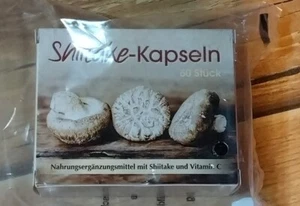 Shiitake-Kapseln
60 Stück
Nahrungsergänzungsmittel mit Shiitake und Vitamin C